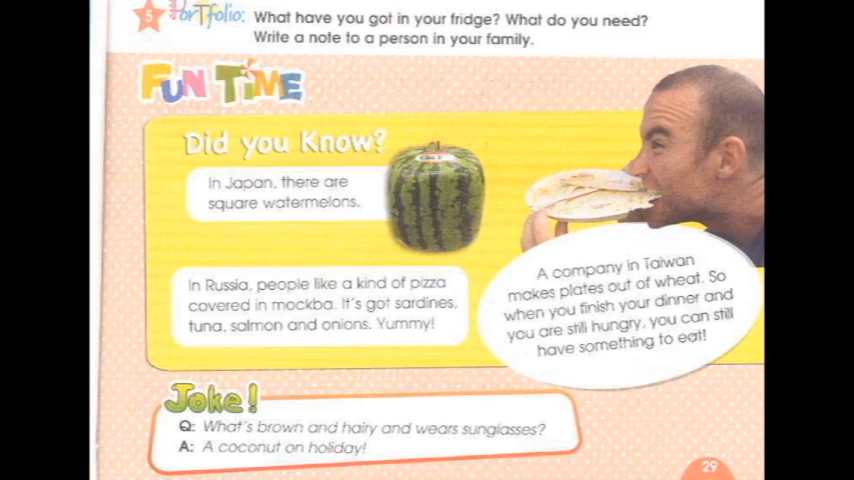 5 Portfolio: What have you got in your fridge? What do you need?
Write a note to a person in your family.
FUN TIME
Did you Know?
In Japan, there are
square watermelons.
In Russia, people like a kind of pizza
covered in mockba. It's got sardines,
tuna, salmon and onions. Yummy!
A company in Taiwan
makes plates out of wheat. So
when you finish your dinner and
you are still hungry, you can still
have something to eat!
Joke!
Q: What's brown and hairy and wears sunglasses?
A: A coconut on holiday!
29